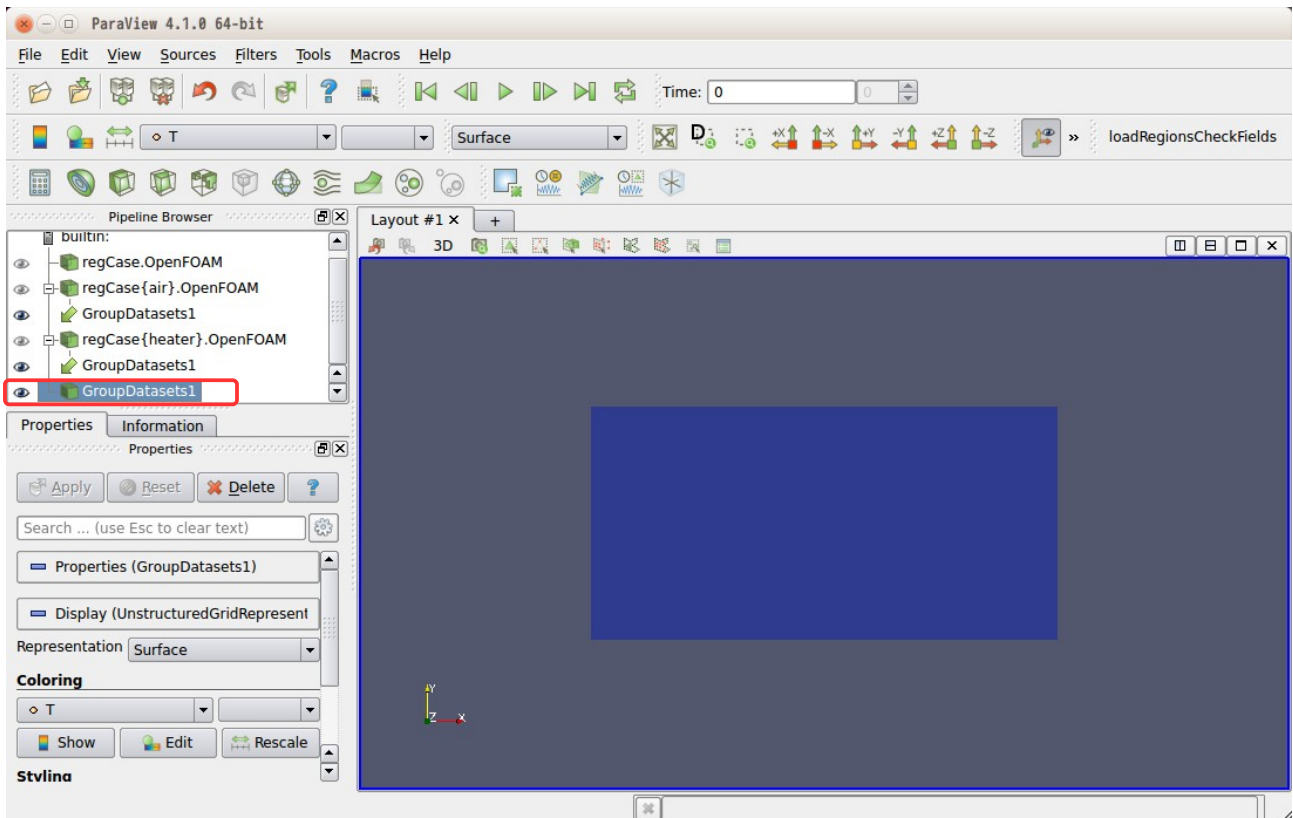 ParaView 4.1.0 64-bit
File Edit View Sources Filters Tools Macros Help
Time: 0 0
T Surface +X -X +Y -Y +Z -Z » loadRegionsCheckFields
Pipeline Browser
Layout #1 × +
builtin:
3D
regCase.OpenFOAM
regCase{air}.OpenFOAM
GroupDatasets1
regCase{heater}.OpenFOAM
GroupDatasets1
GroupDatasets1
Properties Information
Properties
Apply Reset Delete ?
Search ... (use Esc to clear text)
Properties (GroupDatasets1)
Display (UnstructuredGridRepresent
Representation Surface
Coloring
T
Show Edit Rescale
Styling
Y
Z X